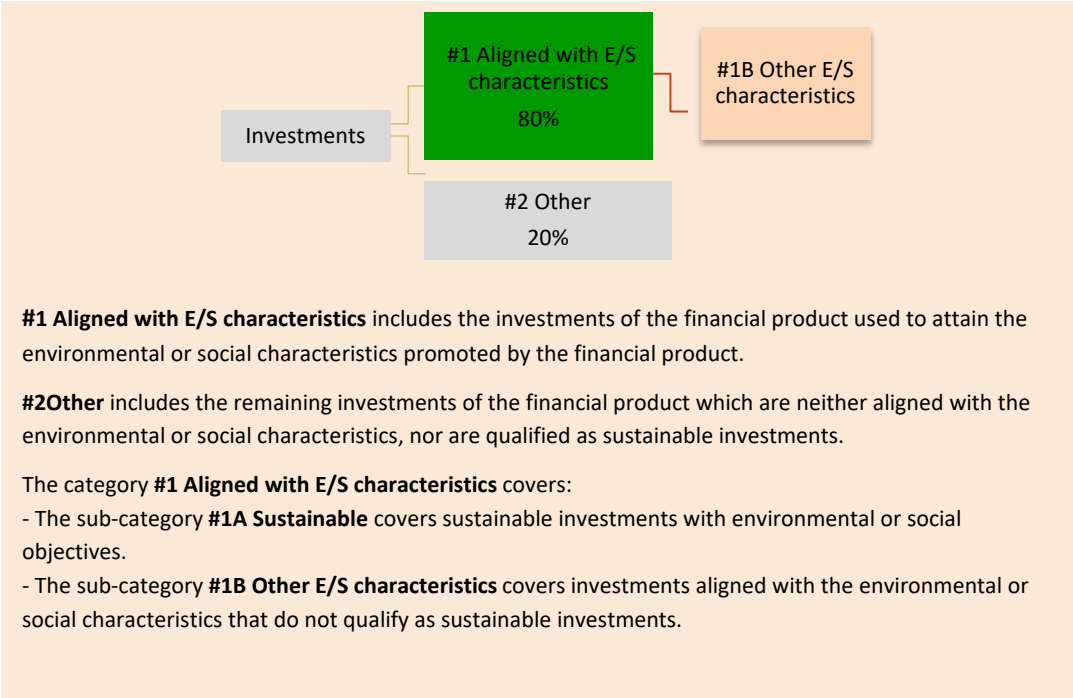 #1 Aligned with E/S
characteristics
80%
#1B Other E/S
characteristics
Investments
#2 Other
20%
#1 Aligned with E/S characteristics includes the investments of the financial product used to attain the
environmental or social characteristics promoted by the financial product.
#2Other includes the remaining investments of the financial product which are neither aligned with the
environmental or social characteristics, nor are qualified as sustainable investments.
The category #1 Aligned with E/S characteristics covers:
- The sub-category #1A Sustainable covers sustainable investments with environmental or social
objectives.
- The sub-category #1B Other E/S characteristics covers investments aligned with the environmental or
social characteristics that do not qualify as sustainable investments.